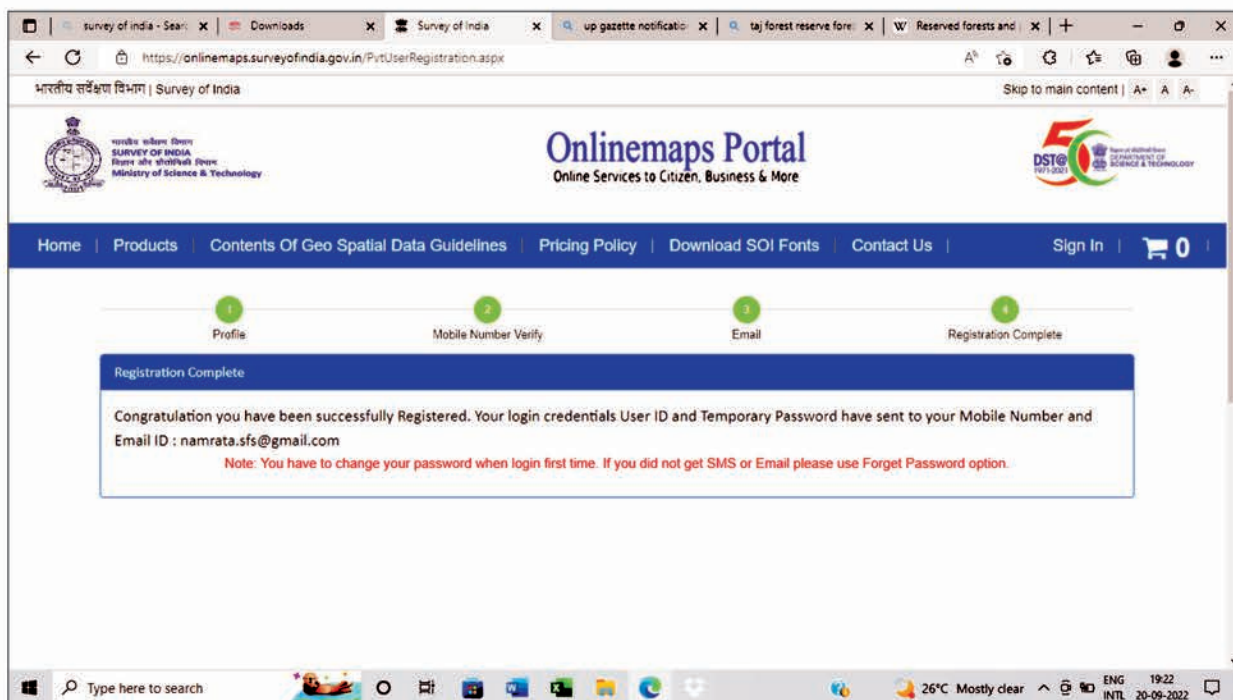 survey of india - Sear
Downloads
Survey of India
up gazette notificatio
taj forest reserve fore
Reserved forests and
https://onlinemaps.surveyofindia.gov.in/PvtUserRegistration.aspx
भारतीय सर्वेक्षण विभाग | Survey of India
Skip to main content | A+ A A-
भारतीय सर्वेक्षण विभाग
SURVEY OF INDIA
विज्ञान और प्रौद्योगिकी विभाग
Ministry of Science & Technology
Onlinemaps Portal
Online Services to Citizen, Business & More
DST@
1971-2021
DEPARTMENT OF
SCIENCE & TECHNOLOGY
Home | Products | Contents Of Geo Spatial Data Guidelines | Pricing Policy | Download SOI Fonts | Contact Us | Sign In | 0
1
2
3
4
Profile
Mobile Number Verify
Email
Registration Complete
Registration Complete
Congratulation you have been successfully Registered. Your login credentials User ID and Temporary Password have sent to your Mobile Number and
Email ID : namrata.sfs@gmail.com
Note: You have to change your password when login first time. If you did not get SMS or Email please use Forget Password option.
Type here to search
26°C Mostly clear
ENG
INTL
19:22
20-09-2022